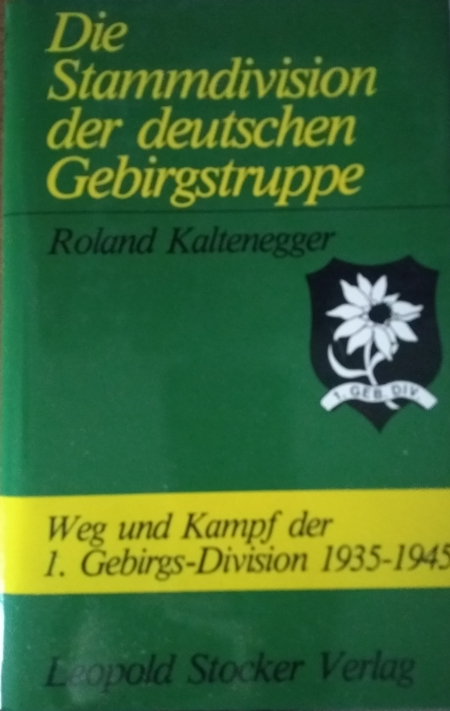 Die
Stammdivision
der deutschen
Gebirgstruppe
Roland Kaltenegger
1. GEB. DIV.
Weg und Kampf der
1. Gebirgs-Division 1935-1945
Leopold Stocker Verlag